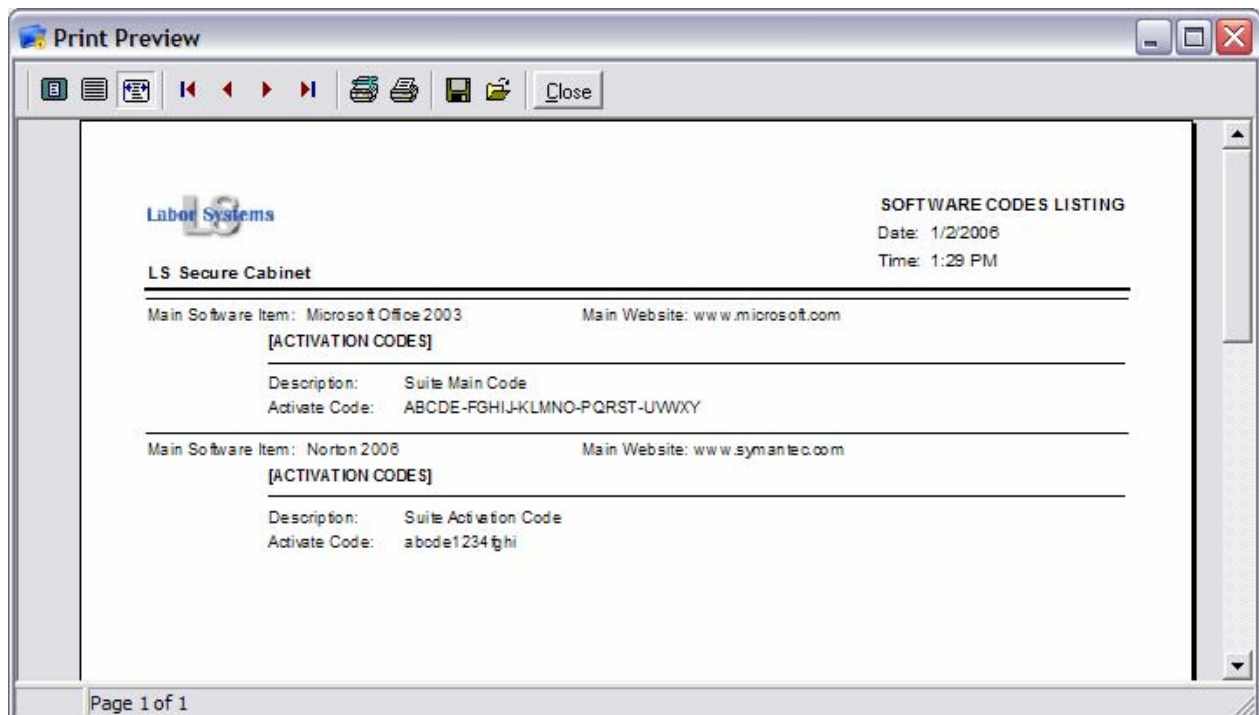 Print Preview
Close
LS
Labor Systems
SOFTWARE CODES LISTING
Date: 1/2/2006
Time: 1:29 PM
LS Secure Cabinet
Main Software Item: Microsoft Office 2003 Main Website: www.microsoft.com
[ACTIVATION CODES]
Description: Suite Main Code
Activate Code: ABCDE-FGHIJ-KLMNO-PQRST-UVWXY
Main Software Item: Norton 2006 Main Website: www.symantec.com
[ACTIVATION CODES]
Description: Suite Activation Code
Activate Code: abcde1234fghi
Page 1 of 1